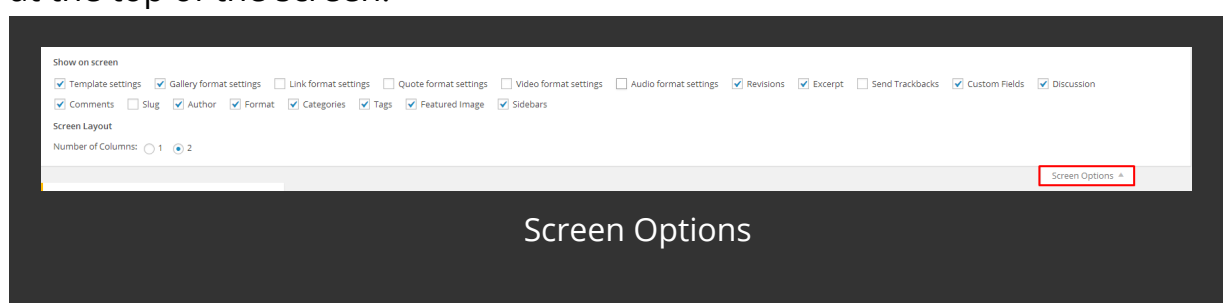 at the top of the screen.
Show on screen
Template settings Gallery format settings Link format settings Quote format settings Video format settings Audio format settings Revisions Excerpt Send Trackbacks Custom Fields Discussion
Comments Slug Author Format Categories Tags Featured Image Sidebars
Screen Layout
Number of Columns: 1 2
Screen Options
Screen Options